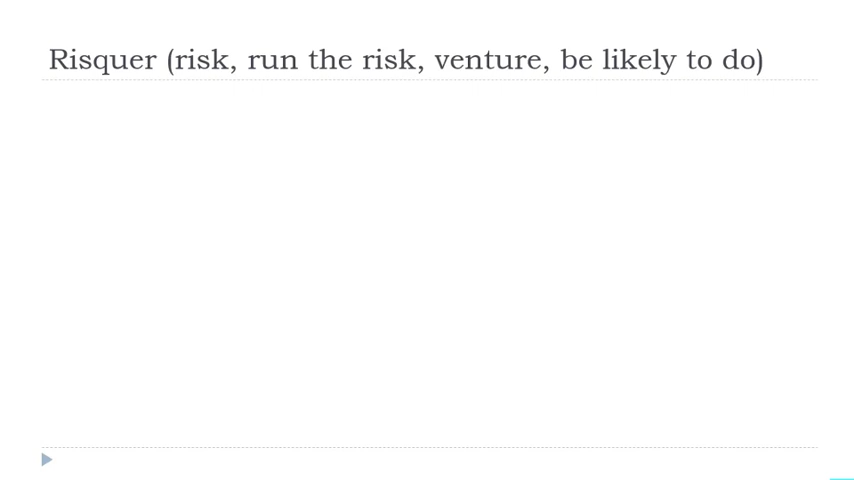 Risquer (risk, run the risk, venture, be likely to do)